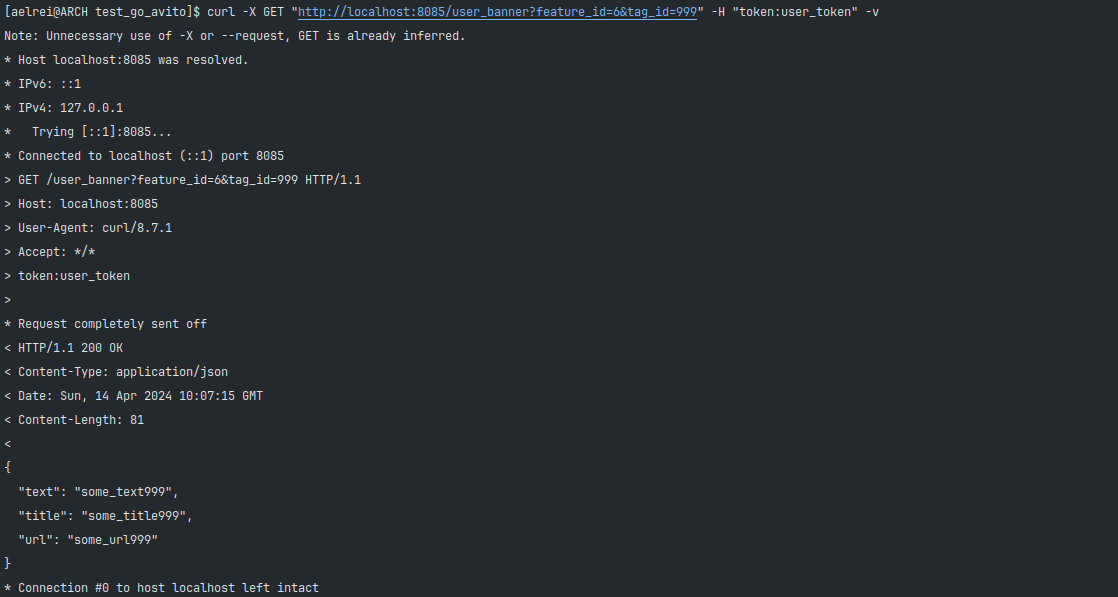 [aelrei@ARCH test_go_avito]$ curl -X GET "http://localhost:8085/user_banner?feature_id=6&tag_id=999" -H "token:user_token" -v
Note: Unnecessary use of -X or --request, GET is already inferred.
* Host localhost:8085 was resolved.
* IPv6: ::1
* IPv4: 127.0.0.1
*   Trying [::1]:8085...
* Connected to localhost (::1) port 8085
> GET /user_banner?feature_id=6&tag_id=999 HTTP/1.1
> Host: localhost:8085
> User-Agent: curl/8.7.1
> Accept: */*
> token:user_token
>
* Request completely sent off
< HTTP/1.1 200 OK
< Content-Type: application/json
< Date: Sun, 14 Apr 2024 10:07:15 GMT
< Content-Length: 81
<
{
  "text": "some_text999",
  "title": "some_title999",
  "url": "some_url999"
}
* Connection #0 to host localhost left intact